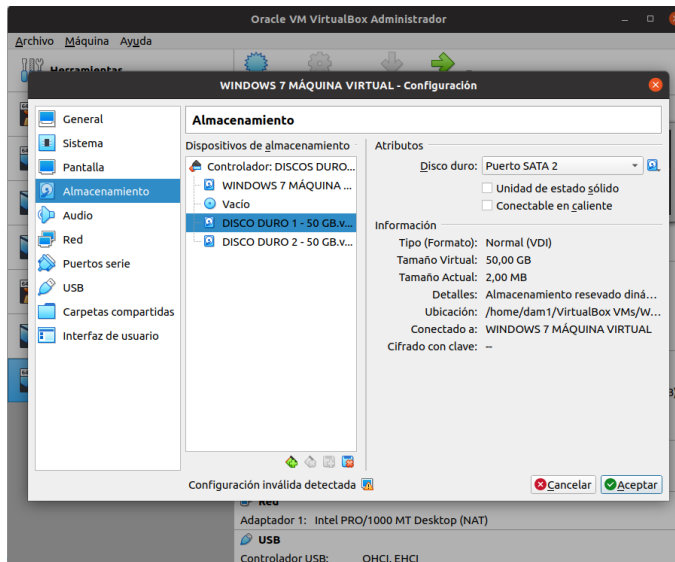 Oracle VM VirtualBox Administrador
Archivo Máquina Ayuda
Herramientas
WINDOWS 7 MÁQUINA VIRTUAL - Configuración
General
Sistema
Pantalla
Almacenamiento
Audio
Red
Puertos serie
USB
Carpetas compartidas
Interfaz de usuario
Almacenamiento
Dispositivos de almacenamiento
Controlador: DISCOS DURO...
WINDOWS 7 MÁQUINA ...
Vacío
DISCO DURO 1 - 50 GB.v...
DISCO DURO 2 - 50 GB.v...
Atributos
Disco duro: Puerto SATA 2
Unidad de estado sólido
Conectable en caliente
Información
Tipo (Formato): Normal (VDI)
Tamaño Virtual: 50,00 GB
Tamaño Actual: 2,00 MB
Detalles: Almacenamiento resevado diná...
Ubicación: /home/dam1/VirtualBox VMs/W...
Conectado a: WINDOWS 7 MÁQUINA VIRTUAL
Cifrado con clave: --
Configuración inválida detectada
Cancelar Aceptar
Red
Adaptador 1: Intel PRO/1000 MT Desktop (NAT)
USB
Controlador USB: OHCI, EHCI